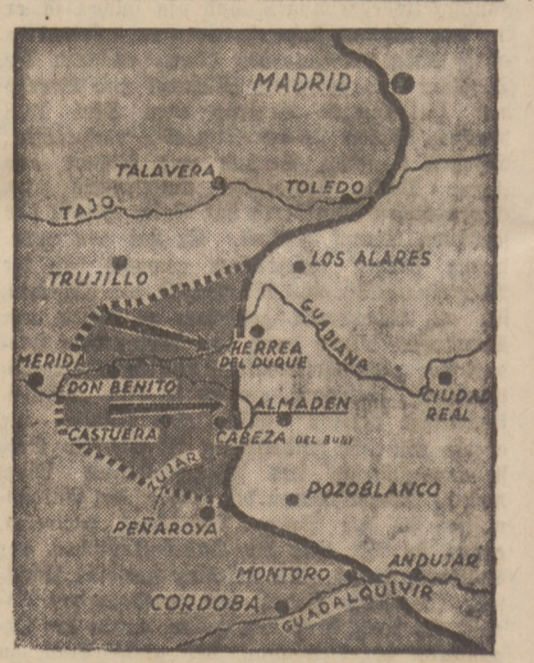 MADRID
TALAVERA
TOLEDO
TAJO
LOS ALARES
TRUJILLO
GUADIANA
HERREA
DEL DUQUE
MERIDA
DON BENITO
CIUDAD
REAL
ALMADEN
CASTUERA
CABEZA DEL BUEY
ZUJAR
POZOBLANCO
PEÑAROYA
ANDUJAR
MONTORO
CORDOBA
GUADALQUIVIR